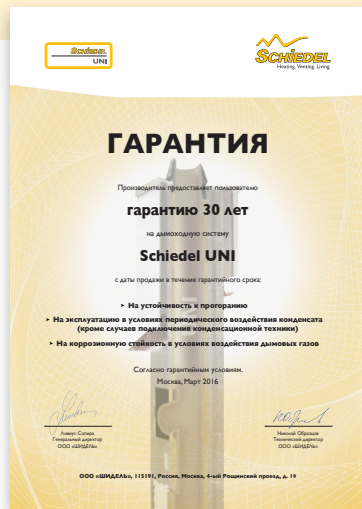 SCHIEDEL
UNI
SCHIEDEL
Heating. Venting. Living.
ГАРАНТИЯ
Производитель предоставляет пользователю
гарантию 30 лет
на дымоходную систему
Schiedel UNI
с даты продажи в течение гарантийного срока:
➤ На устойчивость к прогоранию
➤ На эксплуатацию в условиях периодического воздействия конденсата
(кроме случаев подключения конденсационной техники)
➤ На коррозионную стойкость в условиях воздействия дымовых газов
Согласно гарантийным условиям.
Москва, Март 2016
Генеральный директор
ООО «ШИДЕЛЬ»
Николай Образцов
Технический директор
ООО «ШИДЕЛЬ»
ООО «ШИДЕЛЬ», 115191, Россия, Москва, 4-ый Рощинский проезд, д. 19